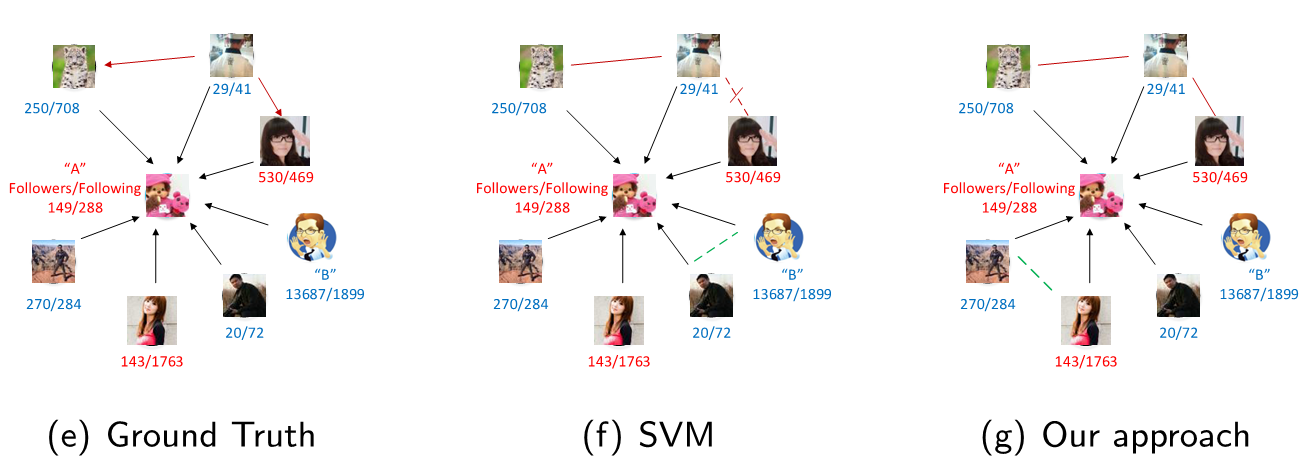 29/41
250/708
"A"
Followers/Following
149/288
530/469
270/284
"B"
13687/1899
20/72
143/1763
(e) Ground Truth
29/41
250/708
"A"
Followers/Following
149/288
530/469
270/284
"B"
13687/1899
20/72
143/1763
(f) SVM
29/41
250/708
"A"
Followers/Following
149/288
530/469
270/284
"B"
13687/1899
20/72
143/1763
(g) Our approach